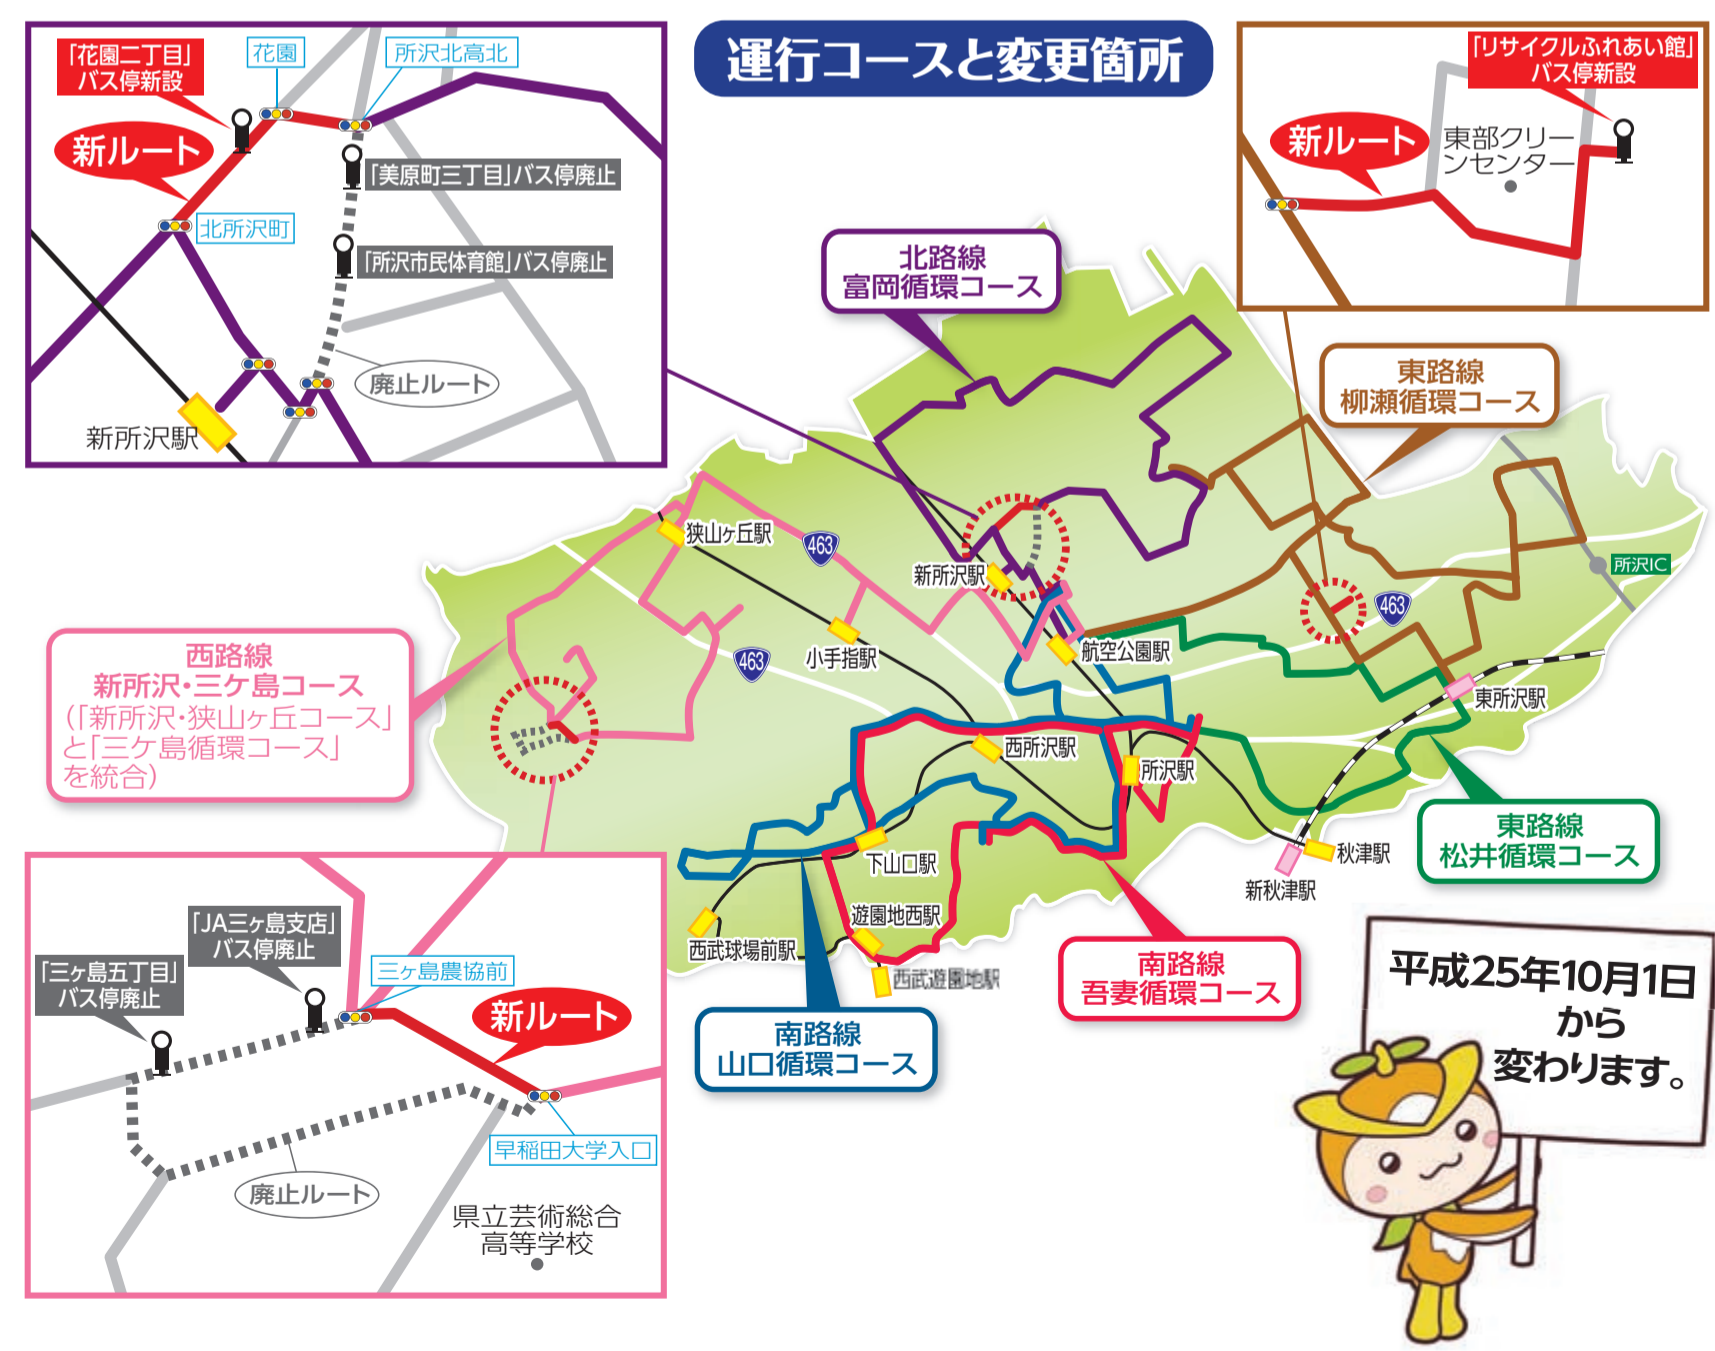 運行コースと変更箇所
「花園二丁目」
バス停新設
花園
所沢北高北
新ルート
「美原町三丁目」バス停廃止
北所沢町
「所沢市民体育館」バス停廃止
廃止ルート
新所沢駅
「リサイクルふれあい館」
バス停新設
新ルート
東部クリー
ンセンター
北路線
富岡循環コース
東路線
柳瀬循環コース
狭山ヶ丘駅
463
新所沢駅
所沢IC
463
小手指駅
463
航空公園駅
東所沢駅
西路線
新所沢・三ケ島コース
(「新所沢・狭山ヶ丘コース」
と「三ケ島循環コース」
を統合)
西所沢駅
所沢駅
下山口駅
秋津駅
新秋津駅
遊園地西駅
西武球場前駅
西武遊園地駅
東路線
松井循環コース
南路線
吾妻循環コース
南路線
山口循環コース
「JA三ヶ島支店」
バス停廃止
「三ヶ島五丁目」
バス停廃止
三ヶ島農協前
新ルート
早稲田大学入口
廃止ルート
県立芸術総合
高等学校
平成25年10月1日
から
変わります。